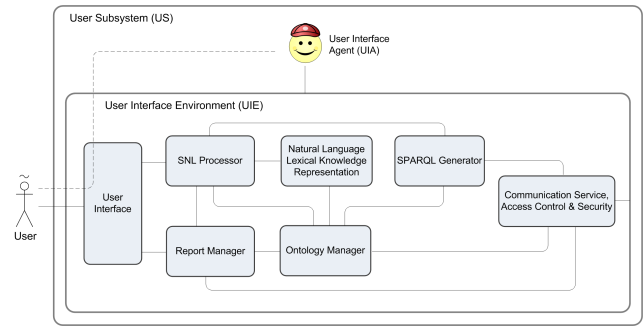 User Subsystem (US)
User Interface
Agent (UIA)
User Interface Environment (UIE)
SNL Processor
Natural Language
Lexical Knowledge
Representation
SPARQL Generator
User
Interface
Communication Service,
Access Control & Security
User
Report Manager
Ontology Manager